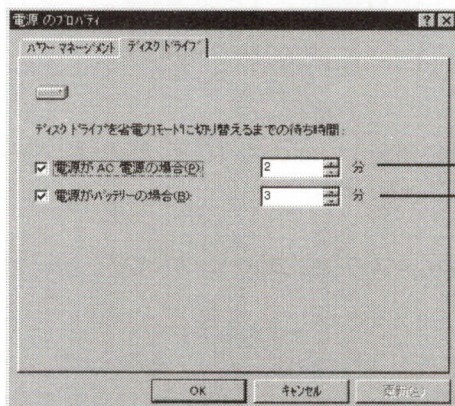 電源のプロパティ
パワー マネージメント ディスクドライブ
ディスクドライブを省電力モードに切り替えるまでの待ち時間:
電源が AC 電源の場合(P): 2 分
電源がバッテリーの場合(B): 3 分
OK キャンセル 更新(A)